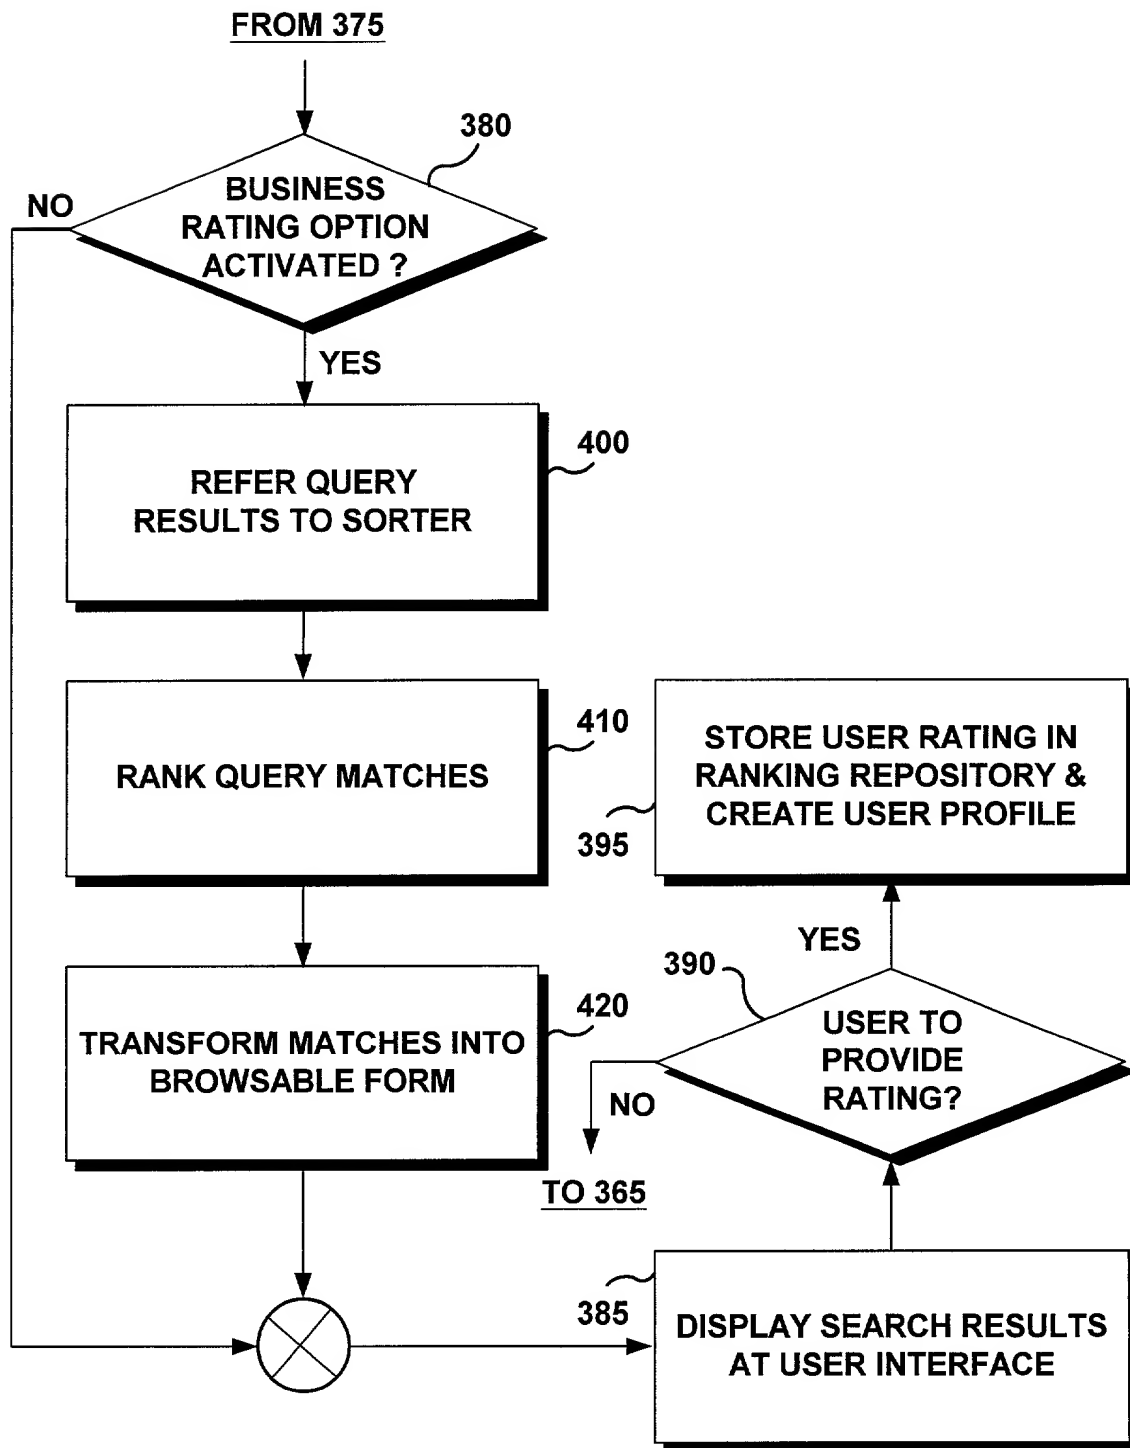 FROM 375
380
NO
BUSINESS
RATING OPTION
ACTIVATED ?
YES
400
REFER QUERY
RESULTS TO SORTER
410
RANK QUERY MATCHES
STORE USER RATING IN
RANKING REPOSITORY &
CREATE USER PROFILE
395
YES
390
420
TRANSFORM MATCHES INTO
BROWSABLE FORM
USER TO
PROVIDE
RATING?
NO
TO 365
385
DISPLAY SEARCH RESULTS
AT USER INTERFACE